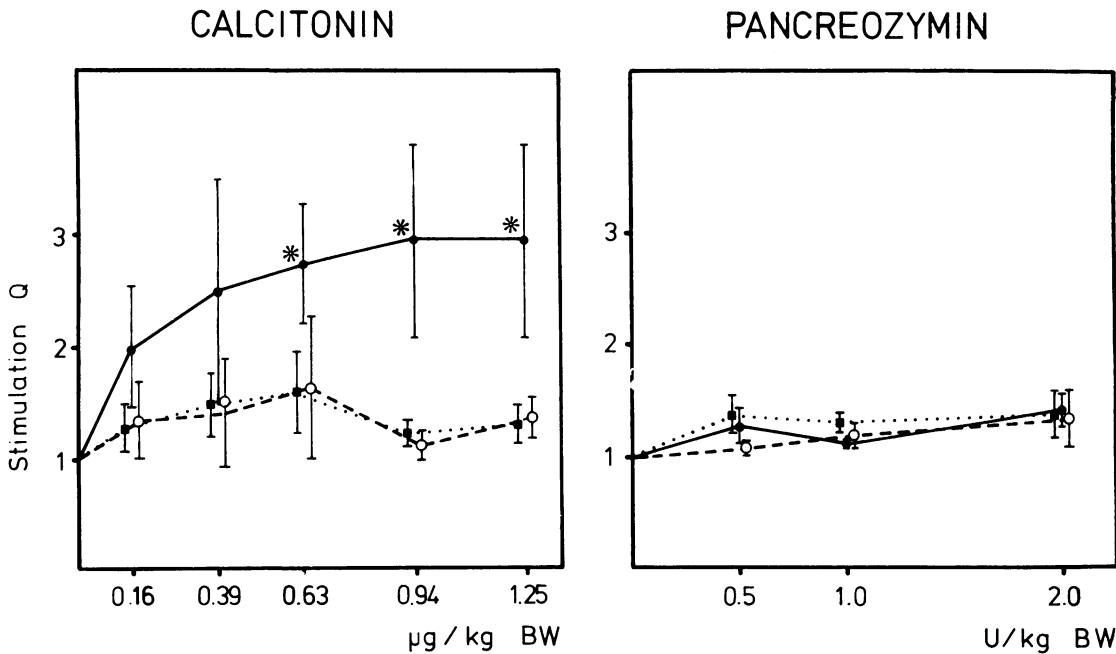 CALCITONIN
PANCREOZYMIN
Stimulation Q
3
2
1
0.16 0.39 0.63 0.94 1.25
µg/kg BW
3
2
1
0.5 1.0 2.0
U/kg BW